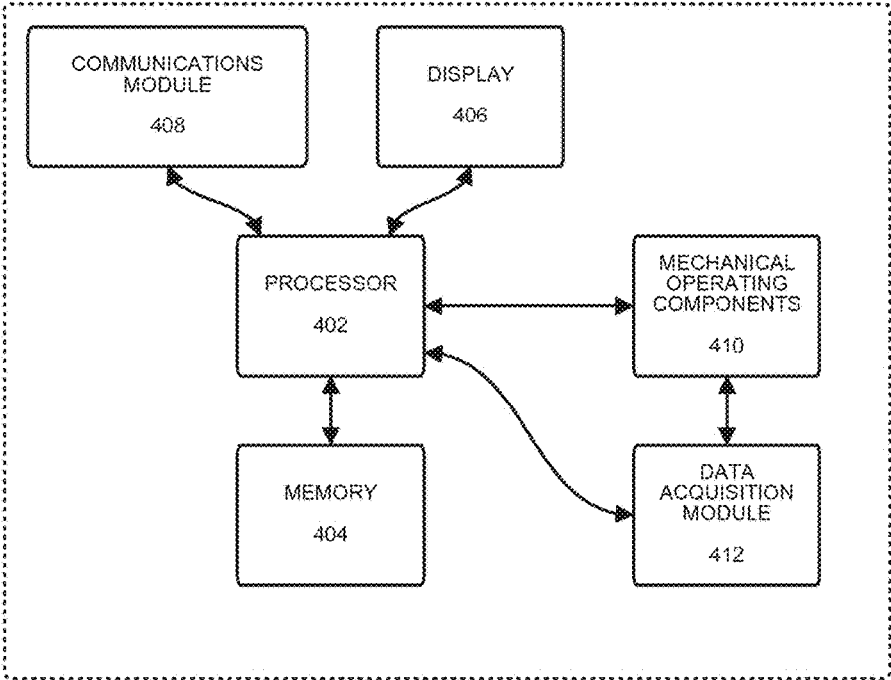 COMMUNICATIONS
MODULE
408
DISPLAY
406
PROCESSOR
402
MECHANICAL
OPERATING
COMPONENTS
410
MEMORY
404
DATA
ACQUISITION
MODULE
412